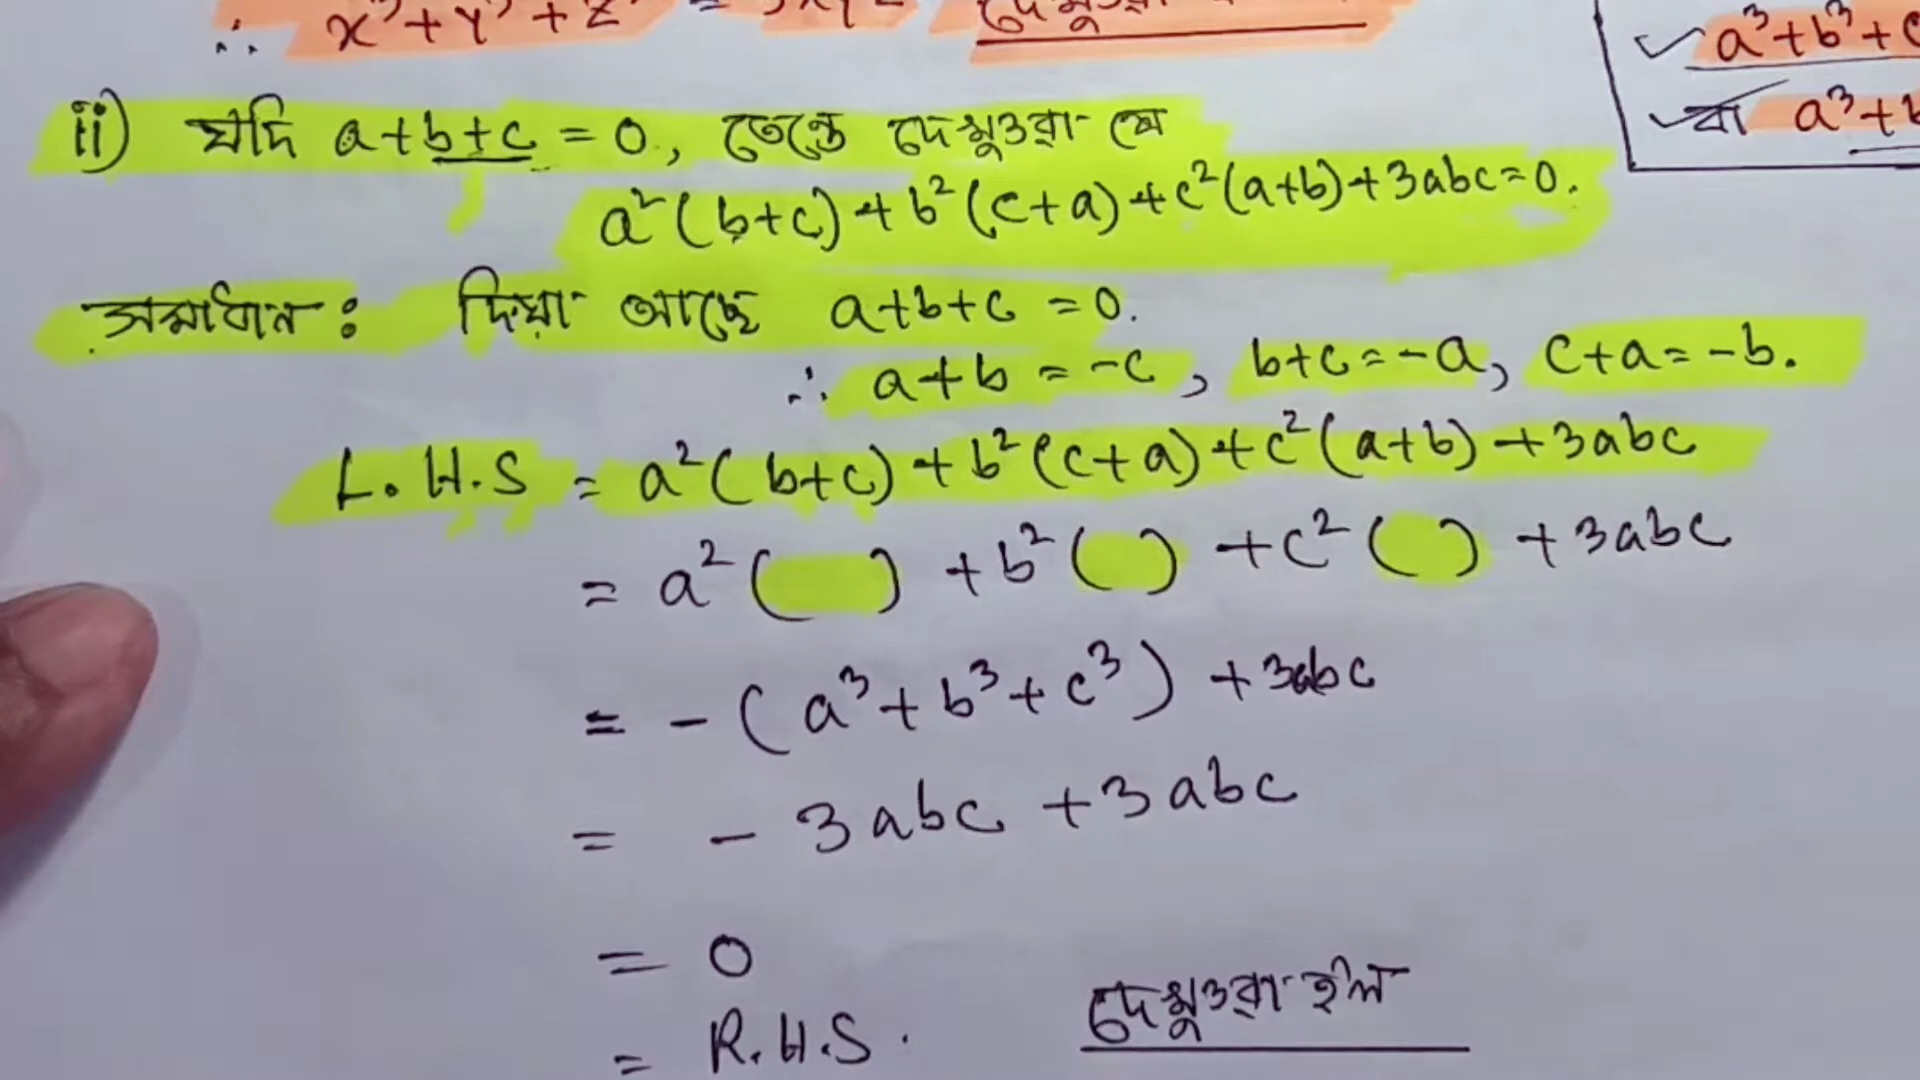 ∴ x³+y³+z³ = 3xyz
a³+b³+c
বা a³+b
ii) যদি a+b+c = 0, তেন্তে দেখুওৱা যে
a²(b+c)+b²(c+a)+c²(a+b)+3abc=0.
সমাধান : দিয়া আছে a+b+c = 0.
∴ a+b = -c, b+c = -a, c+a = -b.
L.H.S = a²(b+c)+b²(c+a)+c²(a+b)+3abc
= a² ( ) + b² ( ) + c² ( ) + 3abc
= - (a³+b³+c³) + 3abc
= - 3abc + 3abc
= 0
= R.H.S. দেখুওৱা হ'ল